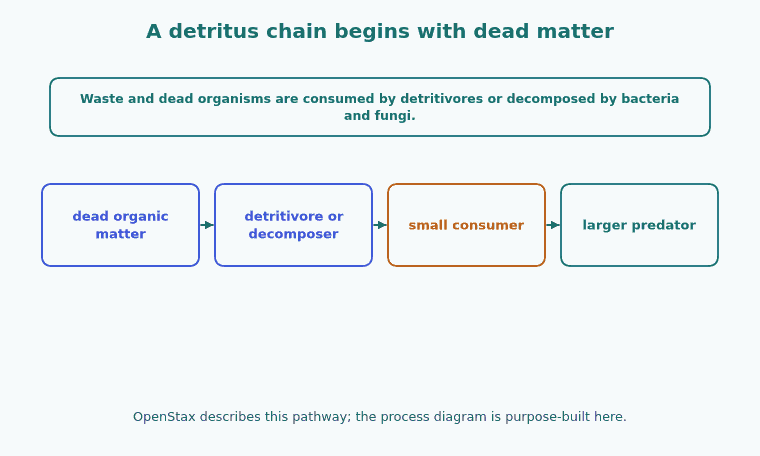 A detritus chain begins with dead matter
Waste and dead organisms are consumed by detritivores or decomposed by bacteria
and fungi.
dead organic
matter
detritivore or
decomposer
small consumer
larger predator
OpenStax describes this pathway; the process diagram is purpose-built here.